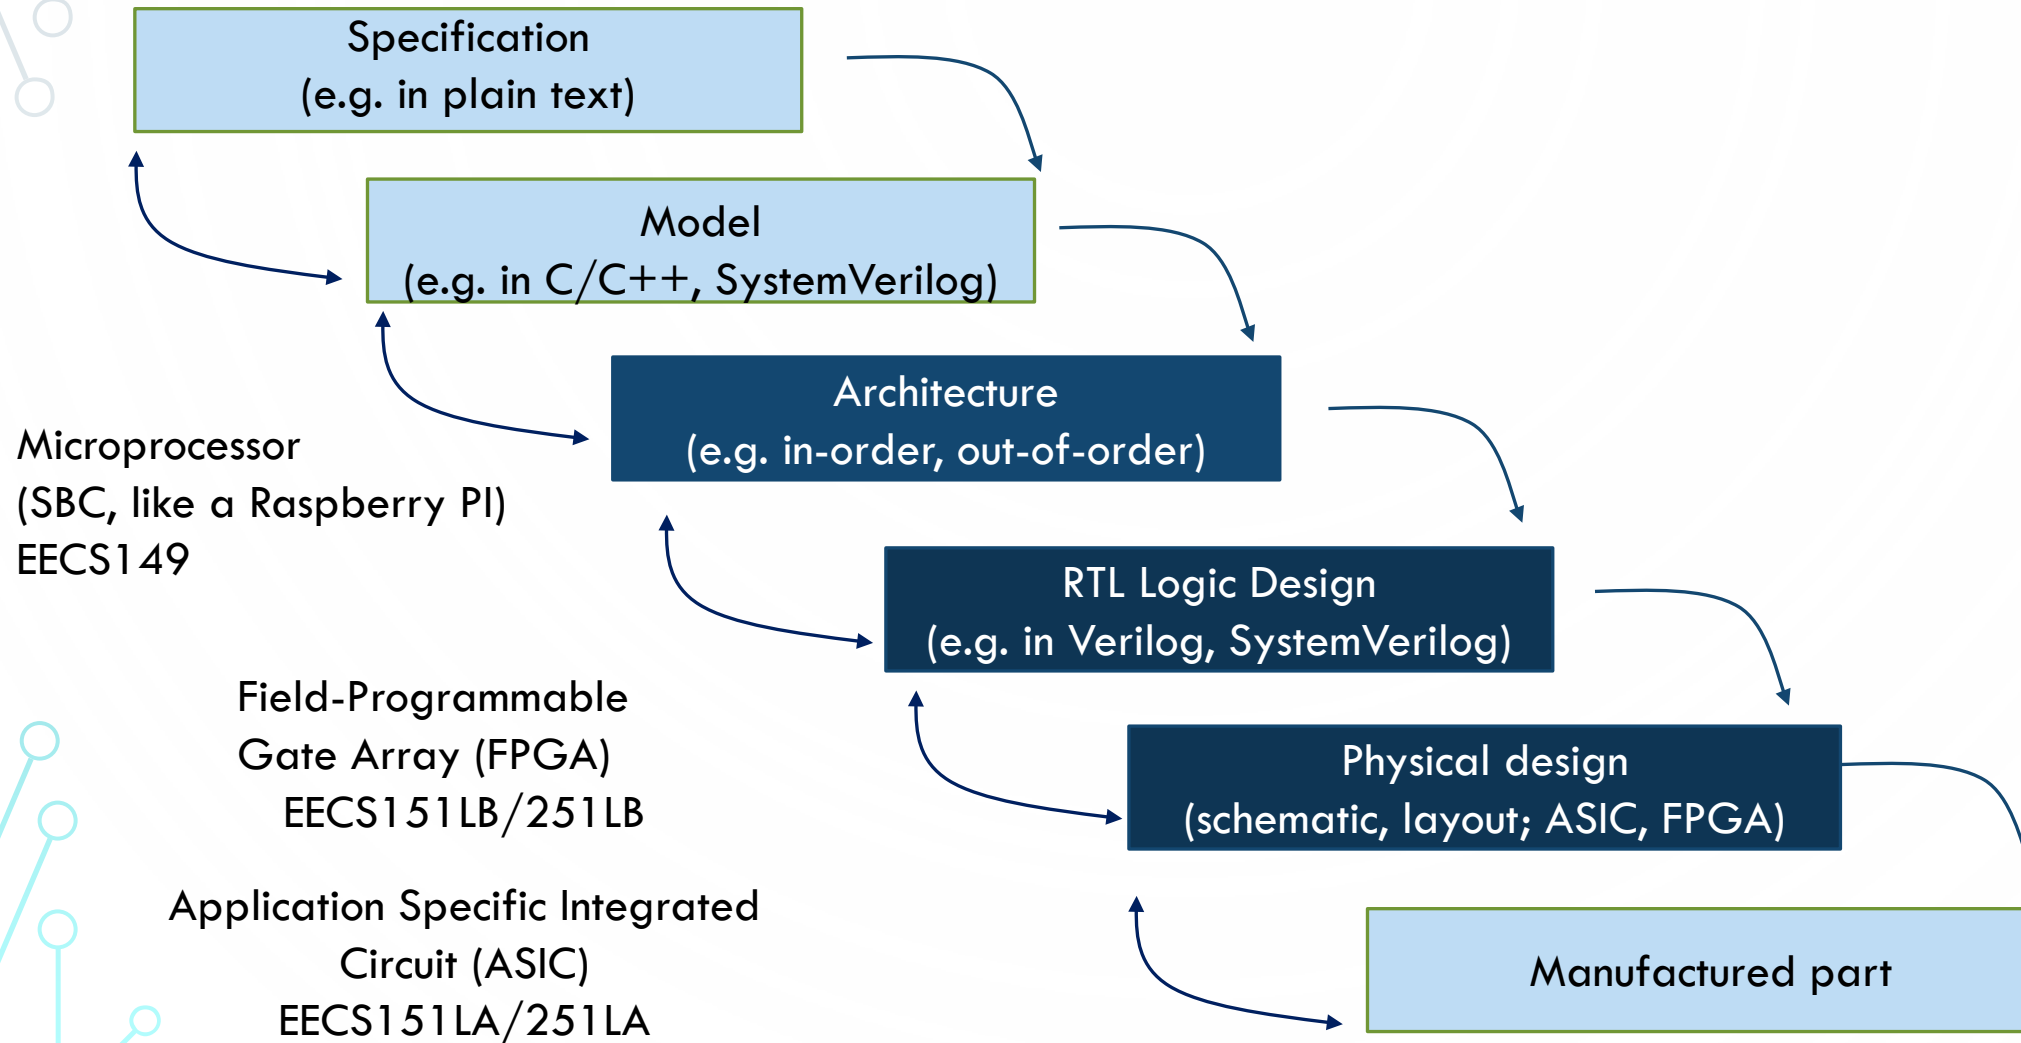 Specification
(e.g. in plain text)
Model
(e.g. in C/C++, SystemVerilog)
Architecture
(e.g. in-order, out-of-order)
Microprocessor
(SBC, like a Raspberry PI)
EECS149
RTL Logic Design
(e.g. in Verilog, SystemVerilog)
Field-Programmable
Gate Array (FPGA)
EECS151LB/251LB
Physical design
(schematic, layout; ASIC, FPGA)
Application Specific Integrated
Circuit (ASIC)
EECS151LA/251LA
Manufactured part